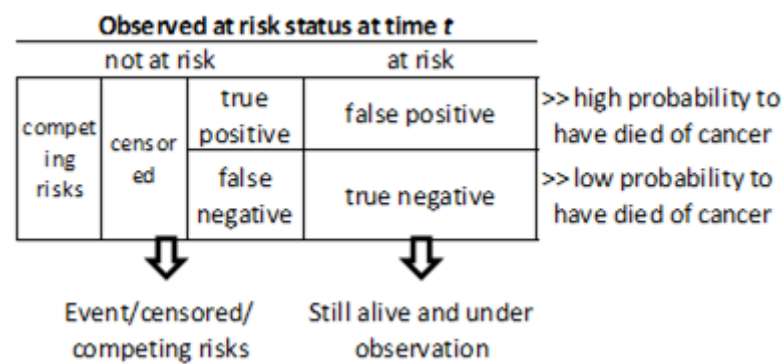 Observed at risk status at time t
not at risk
at risk
compet
ing
risks
censor
ed
true
positive
false positive
>> high probability to
have died of cancer
false
negative
true negative
>> low probability to
have died of cancer
Event/censored/
competing risks
Still alive and under
observation